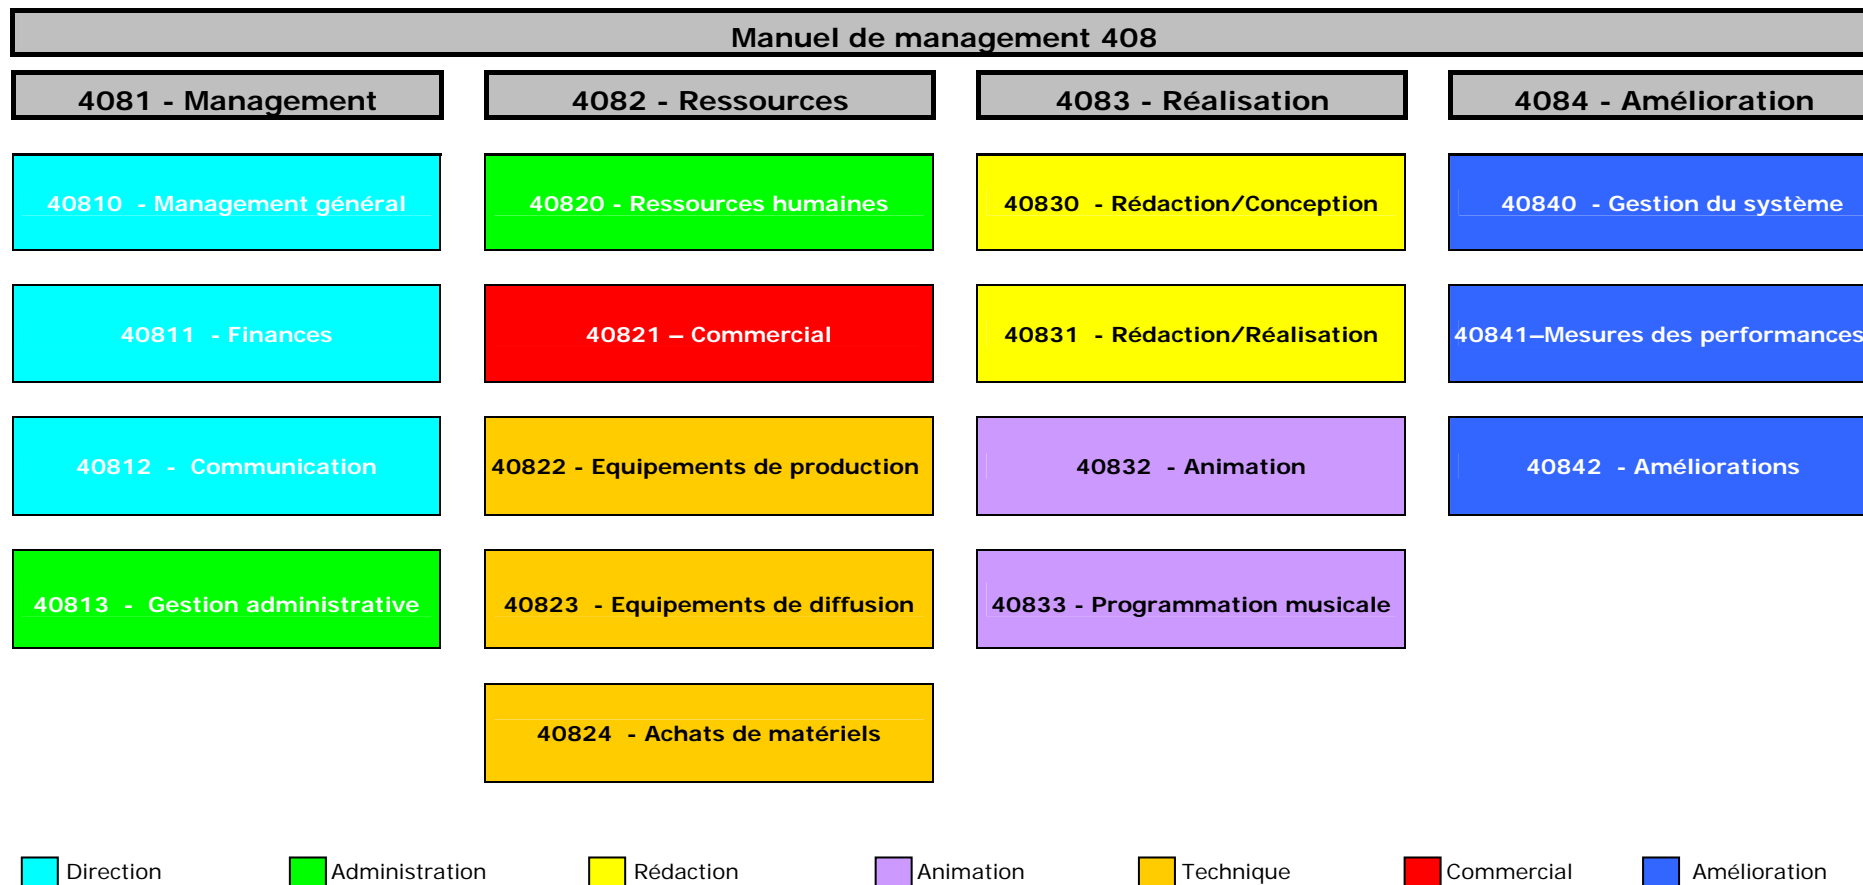 Manuel de management 408
4081 - Management
4082 - Ressources
4083 - Réalisation
4084 - Amélioration
40810 - Management général
40820 - Ressources humaines
40830 - Rédaction/Conception
40840 - Gestion du système
40811 - Finances
40821 – Commercial
40831 - Rédaction/Réalisation
40841–Mesures des performances
40812 - Communication
40822 - Equipements de production
40832 - Animation
40842 - Améliorations
40813 - Gestion administrative
40823 - Equipements de diffusion
40833 - Programmation musicale
40824 - Achats de matériels
Direction
Administration
Rédaction
Animation
Technique
Commercial
Amélioration